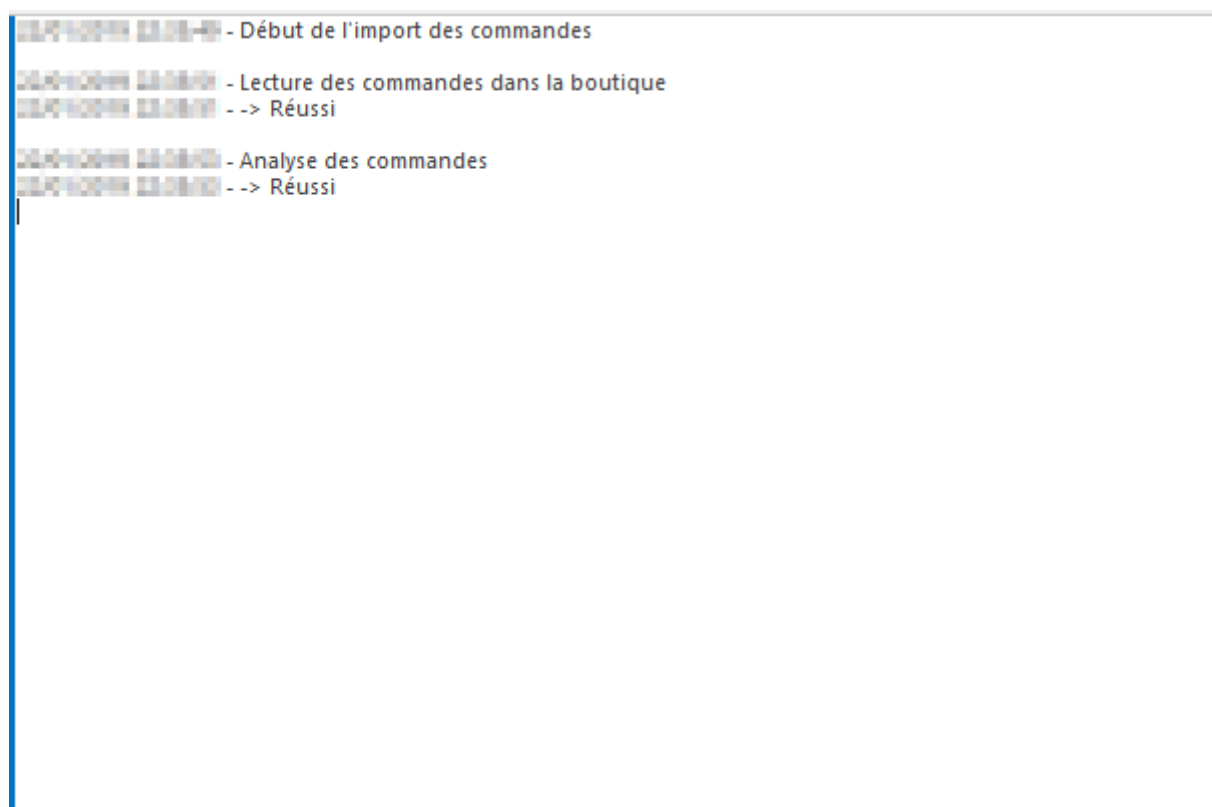 - Début de l'import des commandes
- Lecture des commandes dans la boutique
- --> Réussi
- Analyse des commandes
- --> Réussi